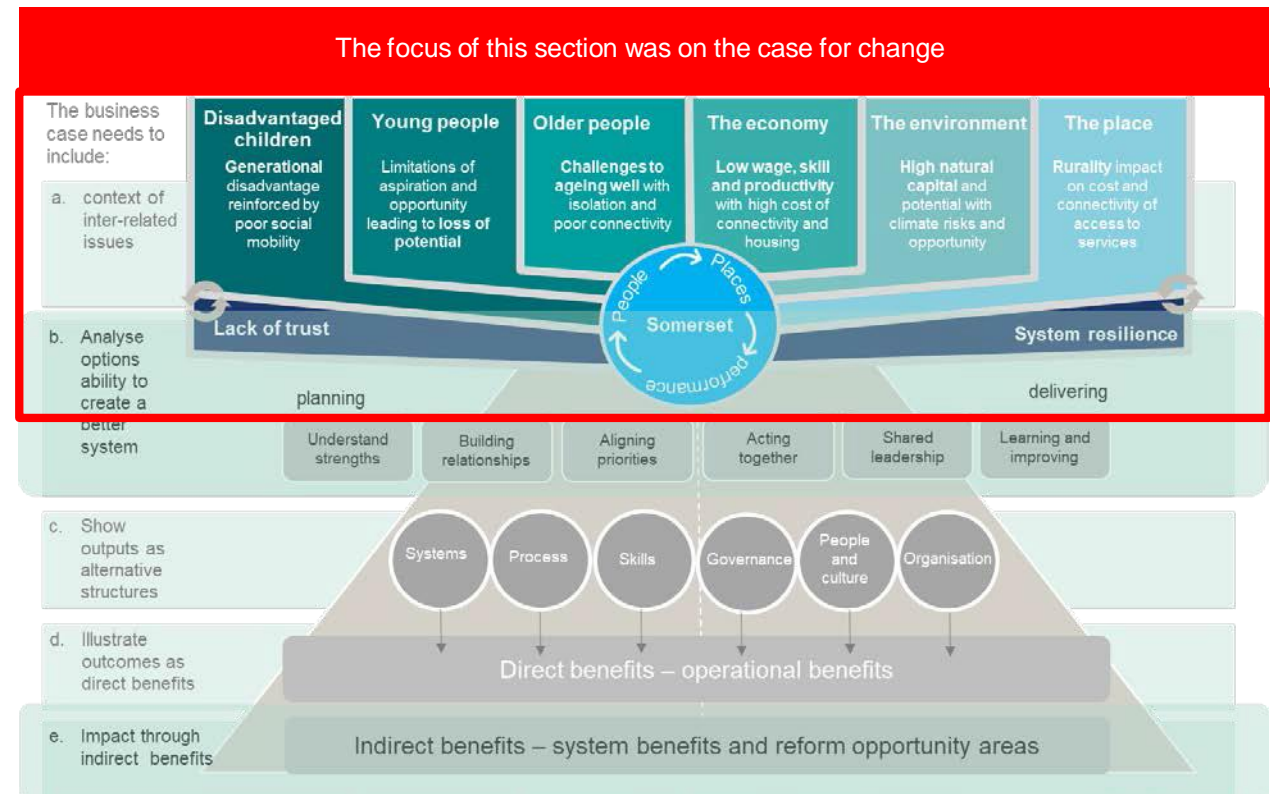 The focus of this section was on the case for change
The business
case needs to
include:
a. context of
inter-related
issues
Disadvantaged
children
Generational
disadvantage
reinforced by
poor social
mobility
Young people
Limitations of
aspiration and
opportunity
leading to loss of
potential
Older people
Challenges to
ageing well with
isolation and
poor connectivity
The economy
Low wage, skill
and productivity
with high cost of
connectivity and
housing
The environment
High natural
capital and
potential with
climate risks and
opportunity
The place
Rurality impact
on cost and
connectivity of
access to
services
People
Places
performance
Somerset
Lack of trust
System resilience
b. Analyse
options
ability to
create a
better
system
planning
delivering
Understand
strengths
Building
relationships
Aligning
priorities
Acting
together
Shared
leadership
Learning and
improving
c. Show
outputs as
alternative
structures
Systems
Process
Skills
Governance
People
and
culture
Organisation
d. Illustrate
outcomes as
direct benefits
Direct benefits – operational benefits
e. Impact through
indirect benefits
Indirect benefits – system benefits and reform opportunity areas